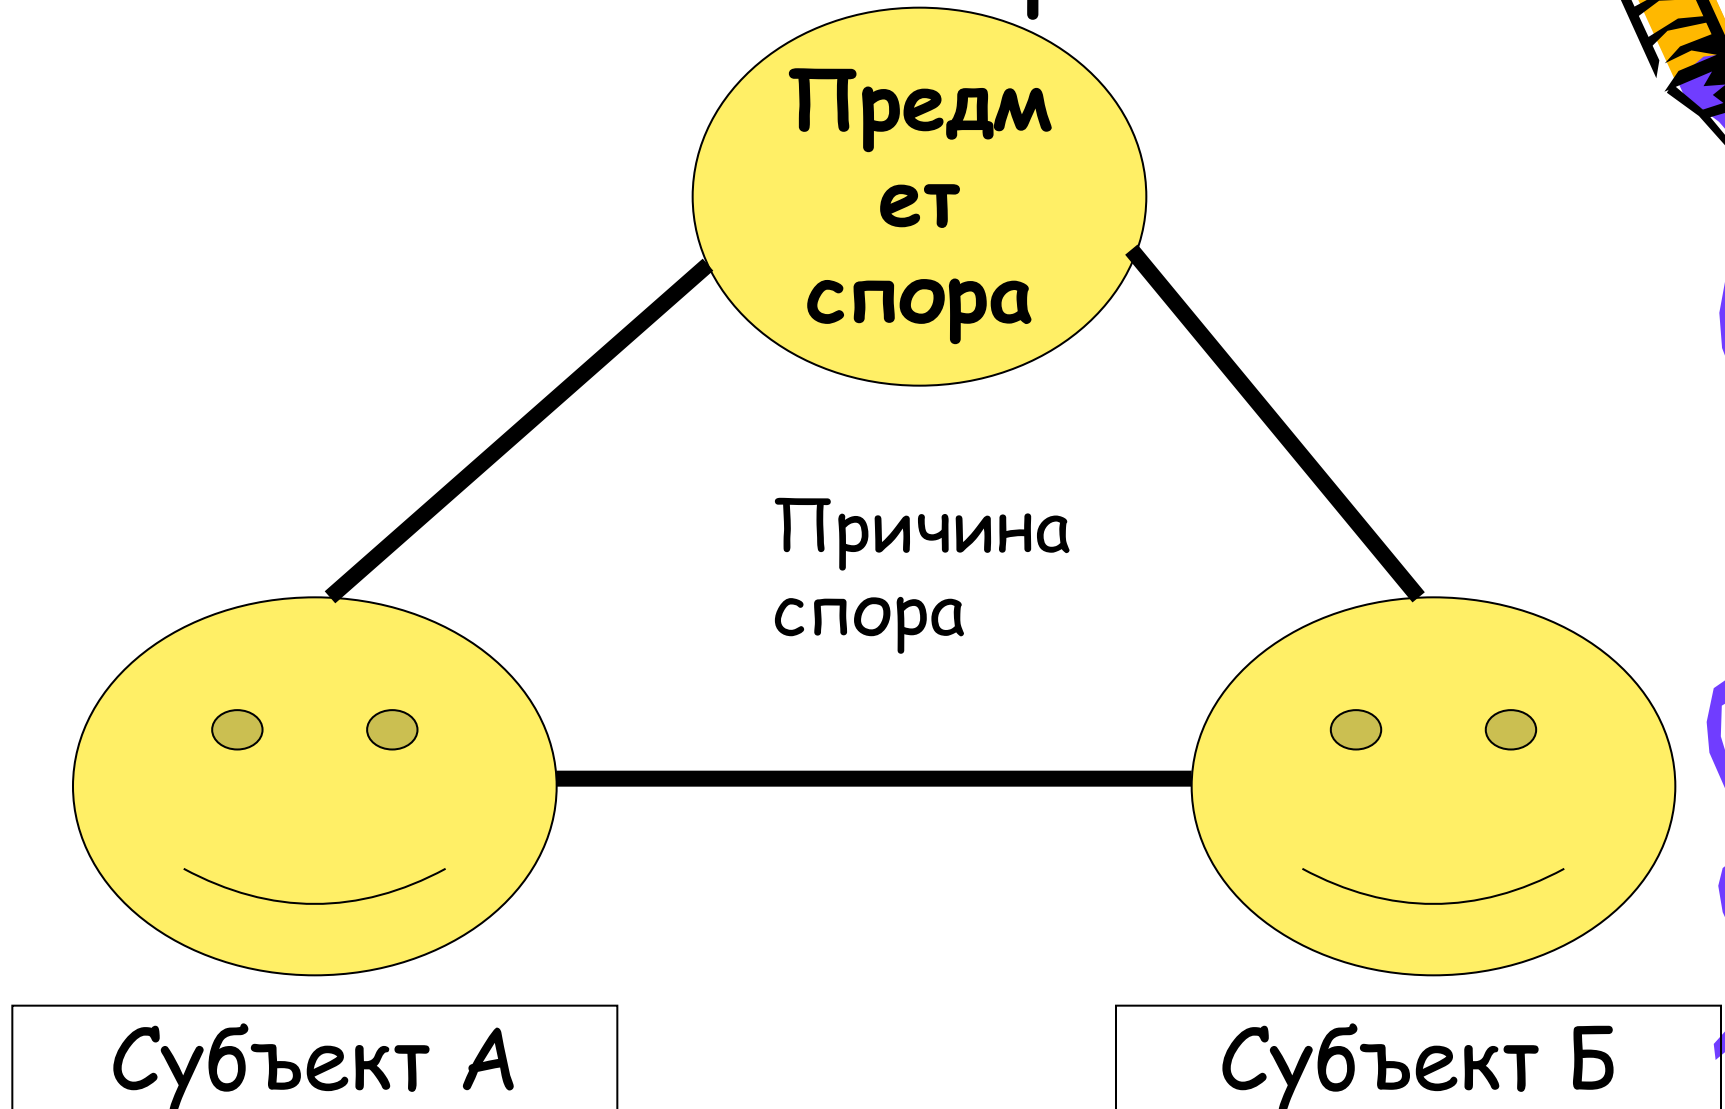 Предм
ет
спора
Причина
спора
Субъект А
Субъект Б